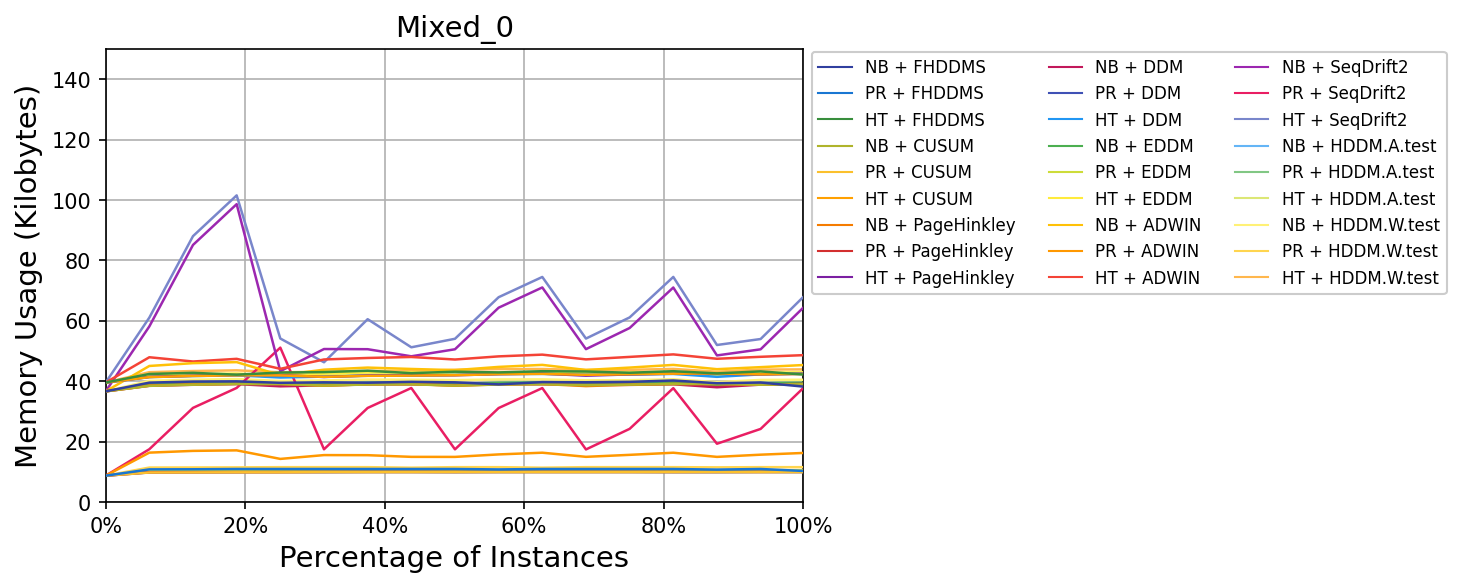 Mixed_0
Memory Usage (Kilobytes)
140
120
100
80
60
40
20
0
0% 20% 40% 60% 80% 100%
Percentage of Instances
NB + FHDDMS
PR + FHDDMS
HT + FHDDMS
NB + CUSUM
PR + CUSUM
HT + CUSUM
NB + PageHinkley
PR + PageHinkley
HT + PageHinkley
NB + DDM
PR + DDM
HT + DDM
NB + EDDM
PR + EDDM
HT + EDDM
NB + ADWIN
PR + ADWIN
HT + ADWIN
NB + SeqDrift2
PR + SeqDrift2
HT + SeqDrift2
NB + HDDM.A.test
PR + HDDM.A.test
HT + HDDM.A.test
NB + HDDM.W.test
PR + HDDM.W.test
HT + HDDM.W.test